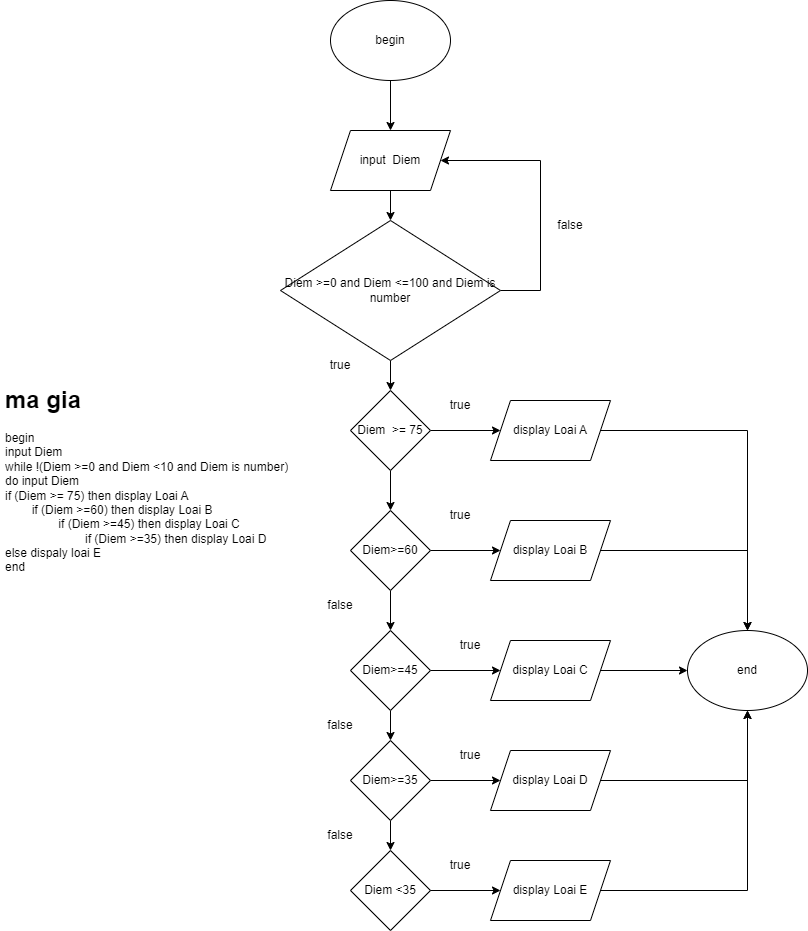 begin
input Diem
false
Diem >=0 and Diem <=100 and Diem is
number
true
ma gia
begin
input Diem
while !(Diem >=0 and Diem <10 and Diem is number)
do input Diem
if (Diem >= 75) then display Loai A
if (Diem >=60) then display Loai B
if (Diem >=45) then display Loai C
if (Diem >=35) then display Loai D
else dispaly loai E
end
true
Diem >= 75
display Loai A
true
Diem>=60
display Loai B
false
true
Diem>=45
display Loai C
end
false
true
Diem>=35
display Loai D
false
true
Diem <35
display Loai E